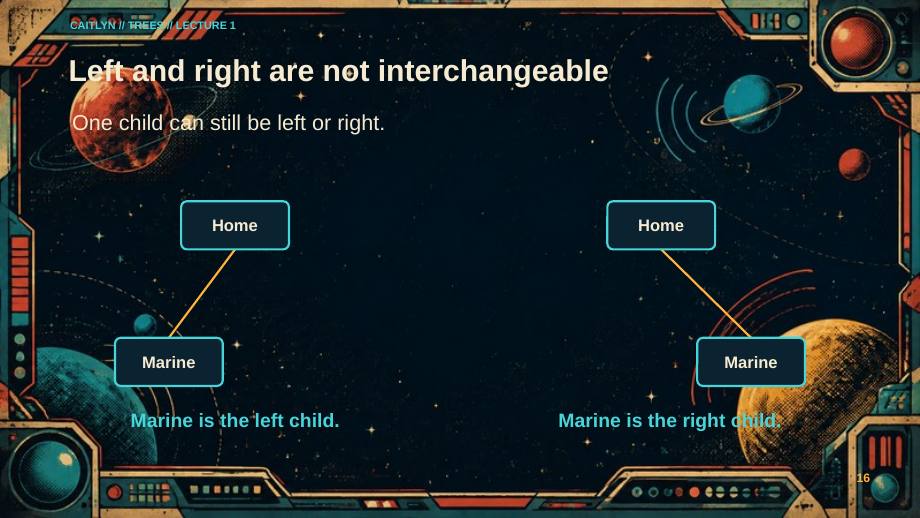 CAITLYN // TREES // LECTURE 1
Left and right are not interchangeable
One child can still be left or right.
Home
Home
Marine
Marine
Marine is the left child.
Marine is the right child.
16